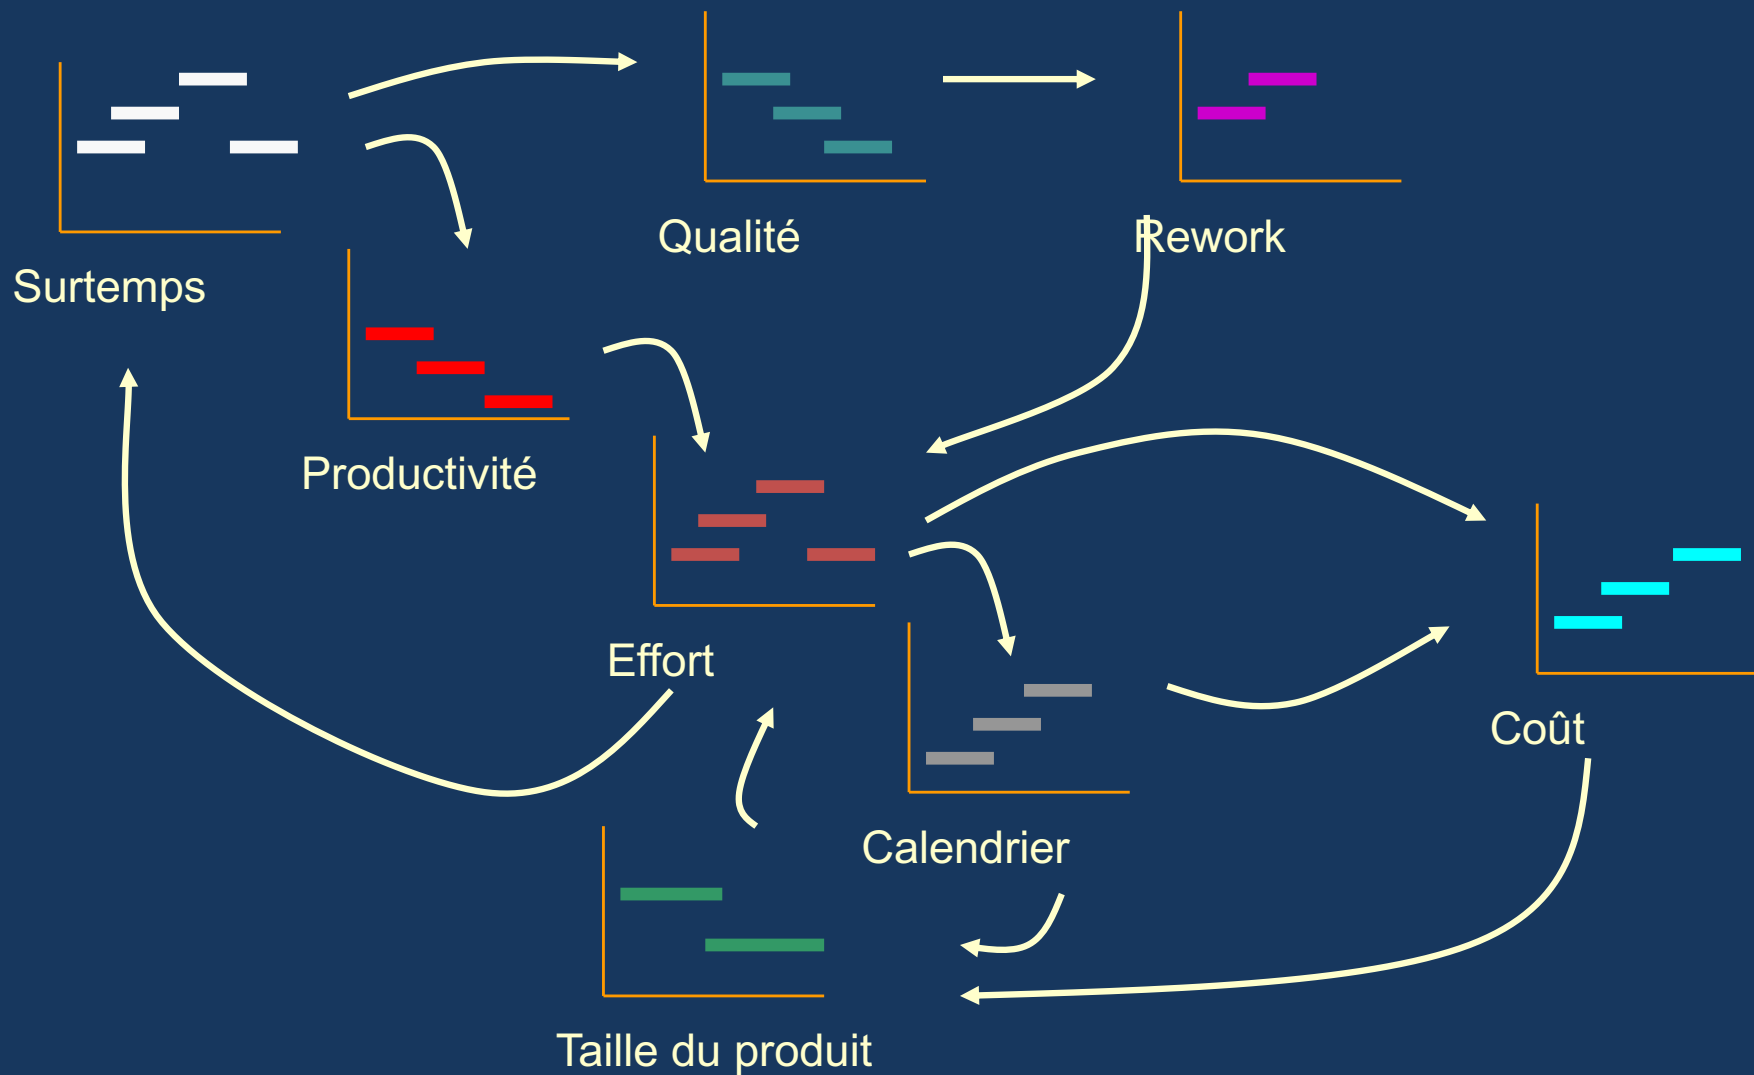 Qualité
Rework
Surtemps
Productivité
Effort
Coût
Calendrier
Taille du produit